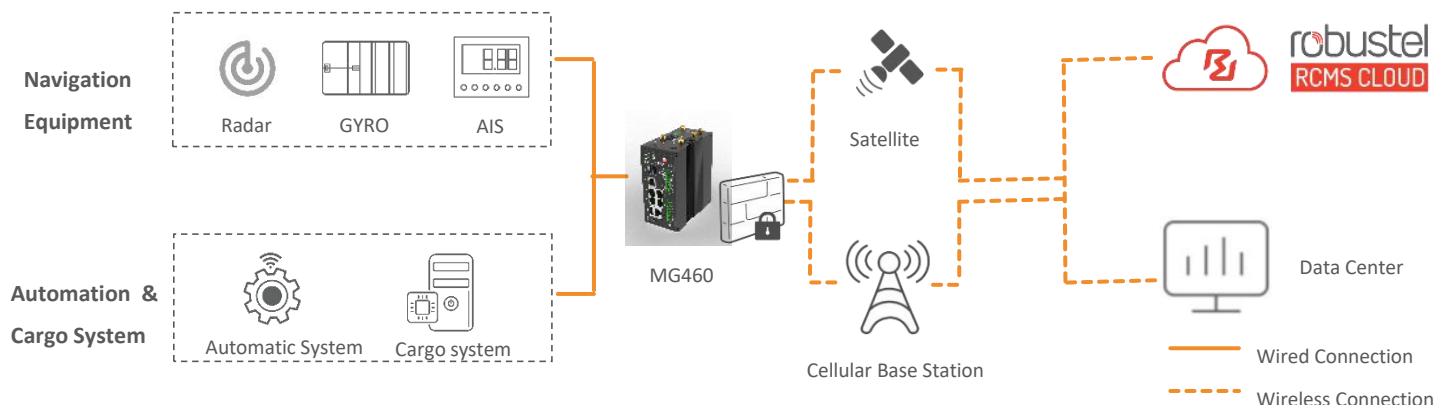 Navigation
Equipment
Radar
GYRO
AIS
Automation &
Cargo System
Automatic System
Cargo system
MG460
Satellite
Cellular Base Station
robustel
RCMS CLOUD
Data Center
Wired Connection
Wireless Connection